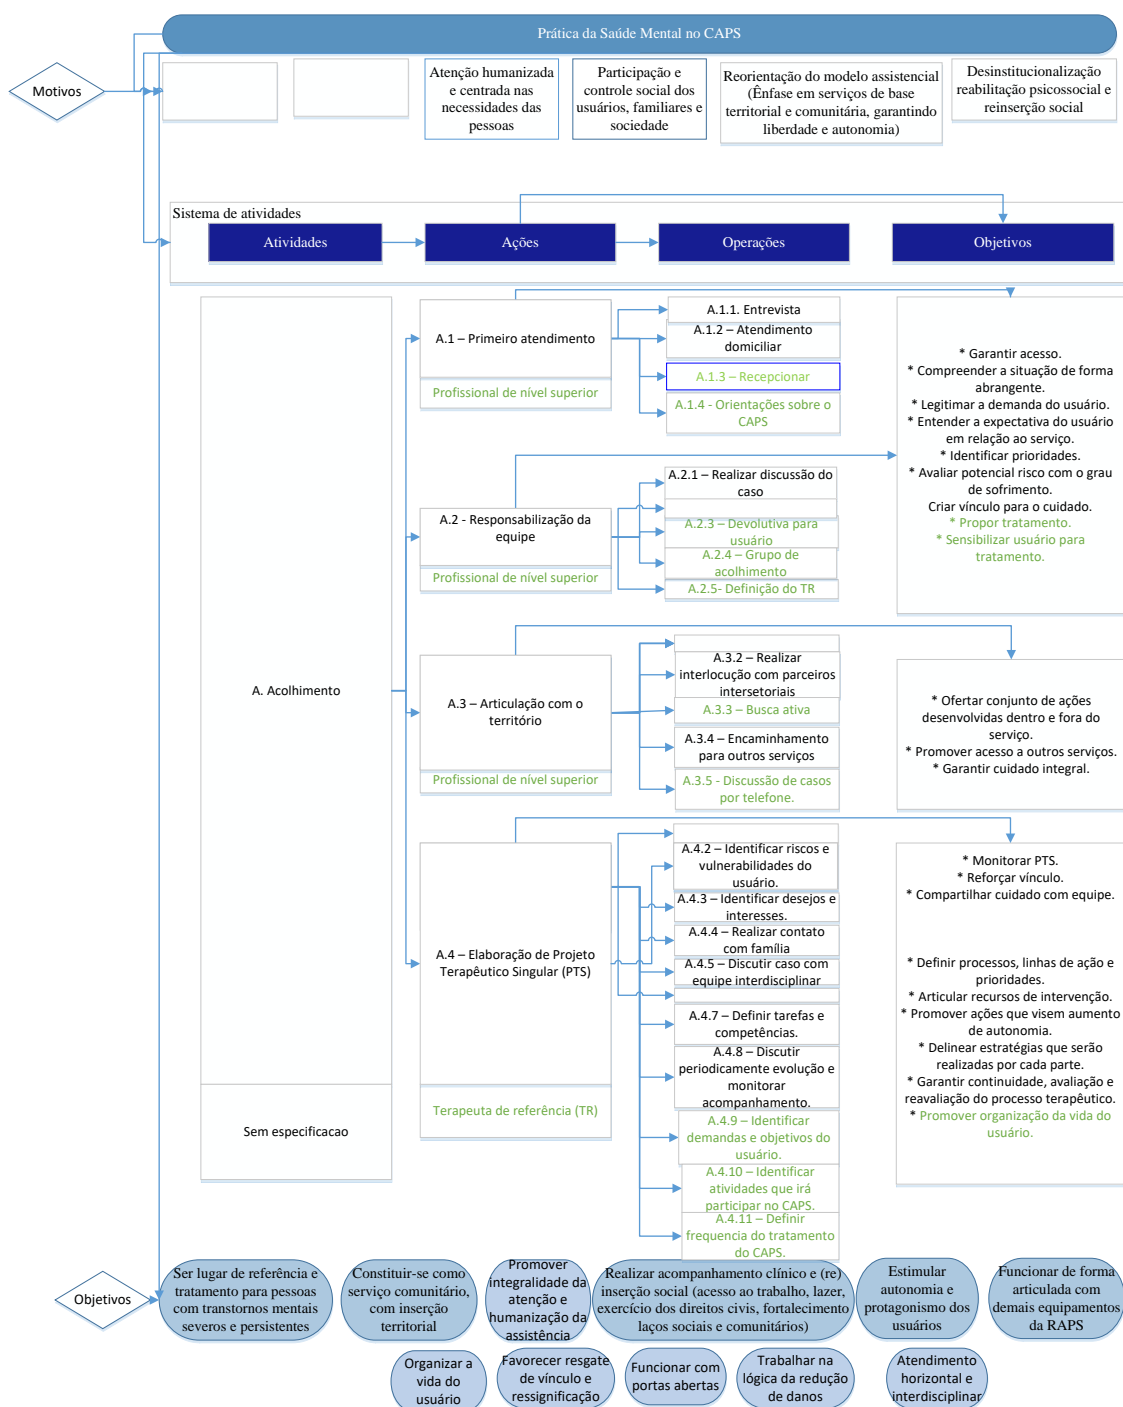 Prática da Saúde Mental no CAPS
Motivos
Atenção humanizada
e centrada nas
necessidades das
pessoas
Participação e
controle social dos
usuários, familiares e
sociedade
Reorientação do modelo assistencial
(Ênfase em serviços de base
territorial e comunitária, garantindo
liberdade e autonomia)
Desinstitucionalização
reabilitação psicossocial e
reinserção social
Sistema de atividades
Atividades
Ações
Operações
Objetivos
A. Acolhimento
Sem especificacao
A.1 – Primeiro atendimento
Profissional de nível superior
A.1.1. Entrevista
A.1.2 – Atendimento
domiciliar
A.1.3 – Recepcionar
A.1.4 - Orientações sobre o
CAPS
A.2 - Responsabilização da
equipe
Profissional de nível superior
A.2.1 – Realizar discussão do
caso
A.2.3 – Devolutiva para
usuário
A.2.4 – Grupo de
acolhimento
A.2.5- Definição do TR
* Garantir acesso.
* Compreender a situação de forma
abrangente.
* Legitimar a demanda do usuário.
* Entender a expectativa do usuário
em relação ao serviço.
* Identificar prioridades.
* Avaliar potencial risco com o grau
de sofrimento.
Criar vínculo para o cuidado.
* Propor tratamento.
* Sensibilizar usuário para
tratamento.
A.3 – Articulação com o
território
Profissional de nível superior
A.3.2 – Realizar
interlocução com parceiros
intersetoriais
A.3.3 – Busca ativa
A.3.4 – Encaminhamento
para outros serviços
A.3.5 - Discussão de casos
por telefone.
* Ofertar conjunto de ações
desenvolvidas dentro e fora do
serviço.
* Promover acesso a outros serviços.
* Garantir cuidado integral.
A.4 – Elaboração de Projeto
Terapêutico Singular (PTS)
Terapeuta de referência (TR)
A.4.2 – Identificar riscos e
vulnerabilidades do
usuário.
A.4.3 – Identificar desejos e
interesses.
A.4.4 – Realizar contato
com família
A.4.5 – Discutir caso com
equipe interdisciplinar
A.4.7 – Definir tarefas e
competências.
A.4.8 – Discutir
periodicamente evolução e
monitorar
acompanhamento.
A.4.9 – Identificar
demandas e objetivos do
usuário.
A.4.10 – Identificar
atividades que irá
participar no CAPS.
A.4.11 – Definir
frequencia do tratamento
do CAPS.
* Monitorar PTS.
* Reforçar vínculo.
* Compartilhar cuidado com equipe.
* Definir processos, linhas de ação e
prioridades.
* Articular recursos de intervenção.
* Promover ações que visem aumento
de autonomia.
* Delinear estratégias que serão
realizadas por cada parte.
* Garantir continuidade, avaliação e
reavaliação do processo terapêutico.
* Promover organização da vida do
usuário.
Objetivos
Ser lugar de referência e
tratamento para pessoas
com transtornos mentais
severos e persistentes
Constituir-se como
serviço comunitário,
com inserção
territorial
Promover
integralidade da
atenção e
humanização da
assistência
Realizar acompanhamento clínico e (re)
inserção social (acesso ao trabalho, lazer,
exercício dos direitos civis, fortalecimento
laços sociais e comunitários)
Estimular
autonomia e
protagonismo dos
usuários
Funcionar de forma
articulada com
demais equipamentos
da RAPS
Organizar a
vida do
usuário
Favorecer resgate
de vínculo e
ressignificação
Funcionar com
portas abertas
Trabalhar na
lógica da redução
de danos
Atendimento
horizontal e
interdisciplinar